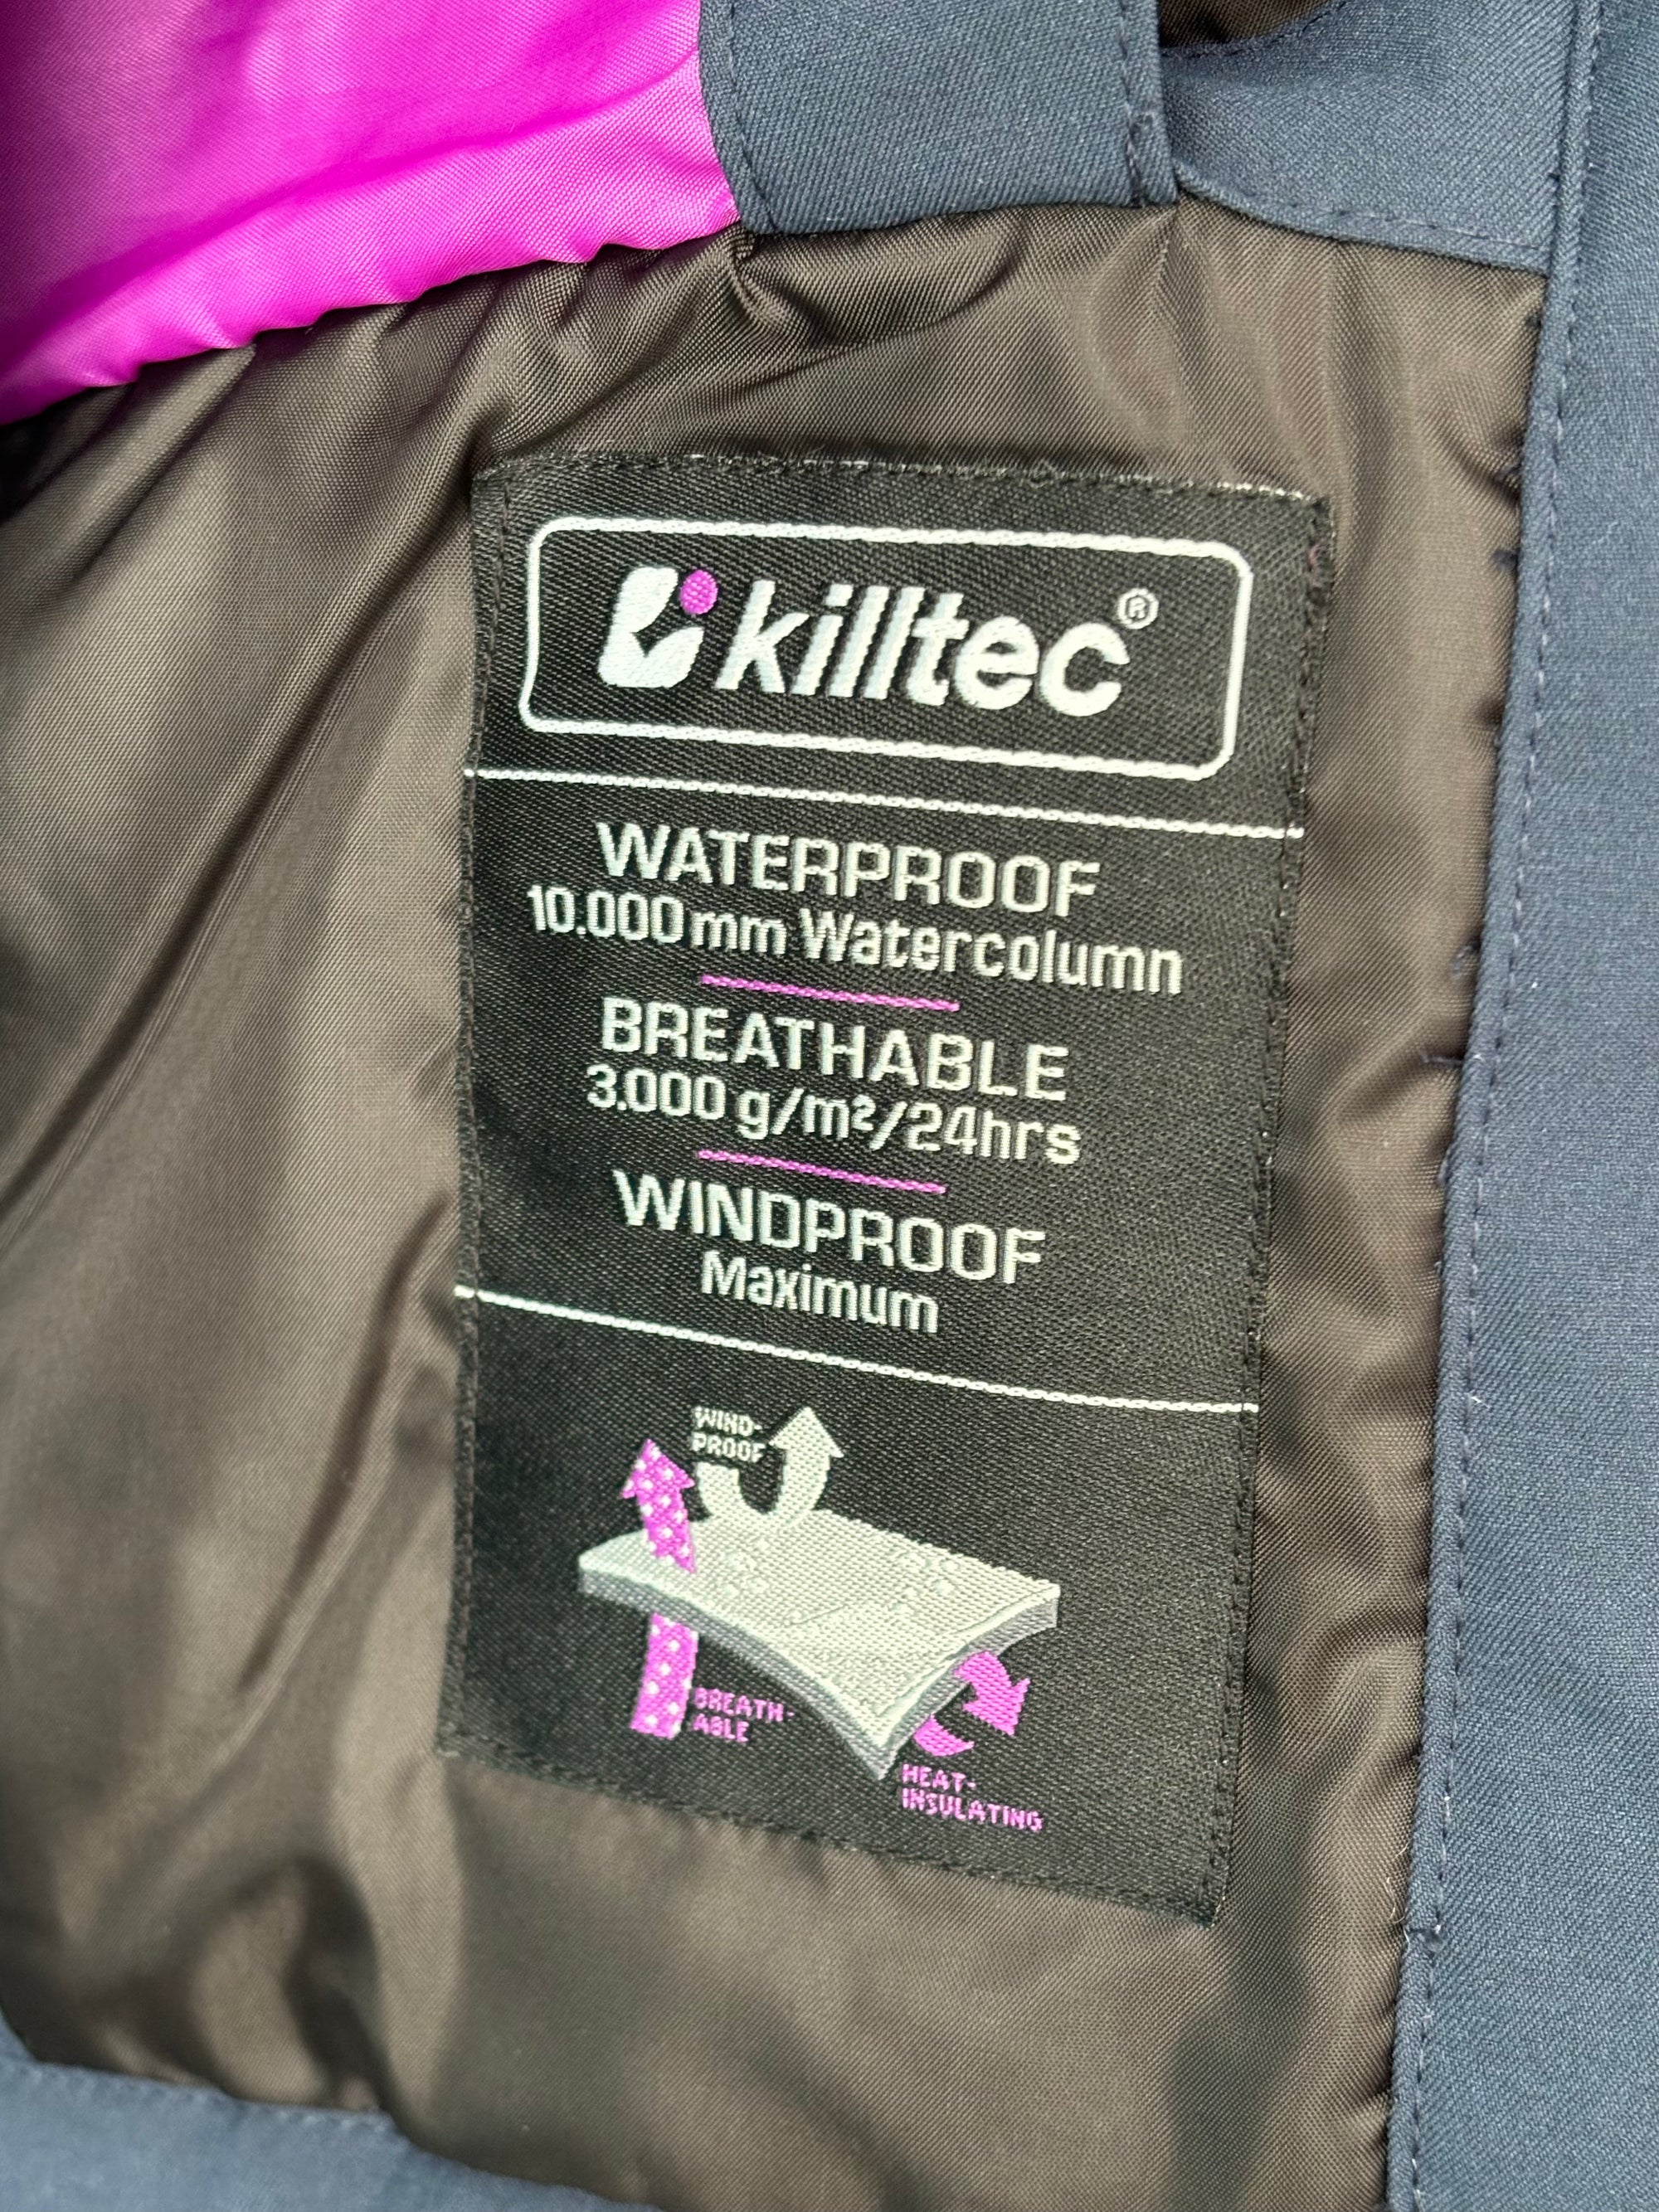 killtec®
WATERPROOF
10.000 mm Watercolumn
BREATHABLE
3.000 g/m²/24hrs
WINDPROOF
Maximum
WIND-
PROOF
BREATH-
ABLE
HEAT-
INSULATING